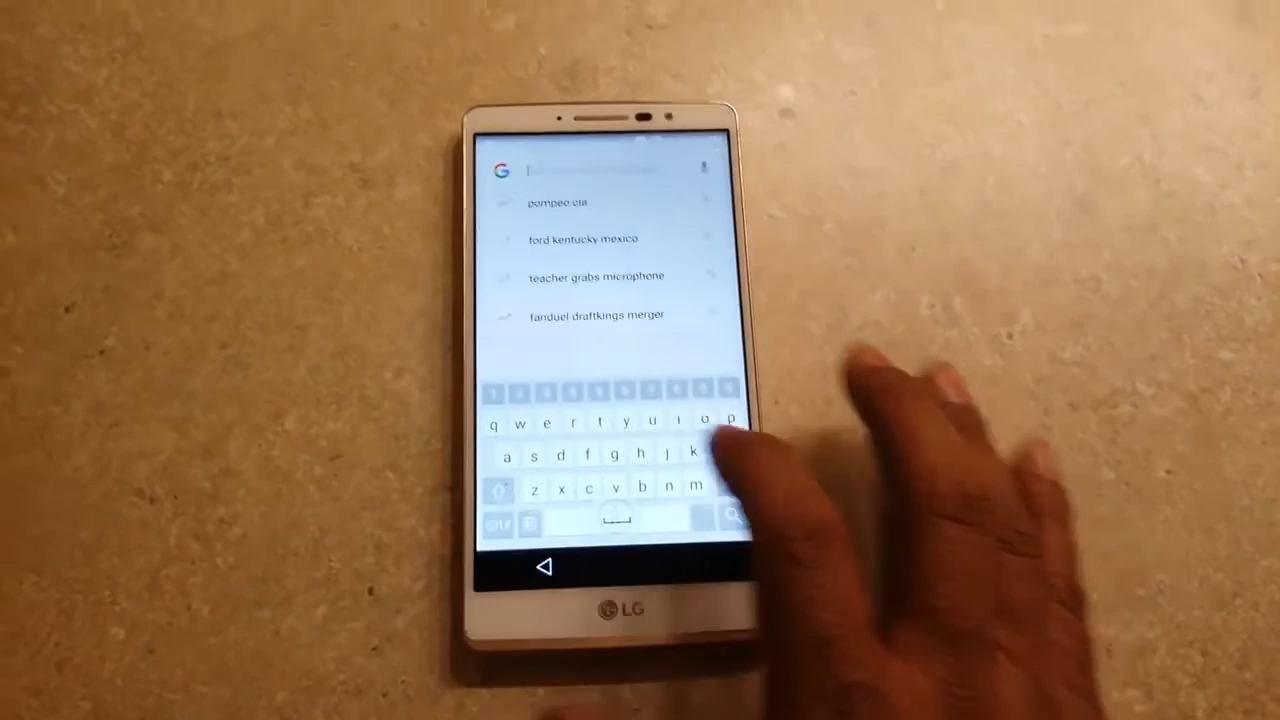 G
pompeo cia
ford kentucky mexico
teacher grabs microphone
fanduel draftkings merger
q w e r t y u i o p
a s d f g h j k
z x c v b n m
LG